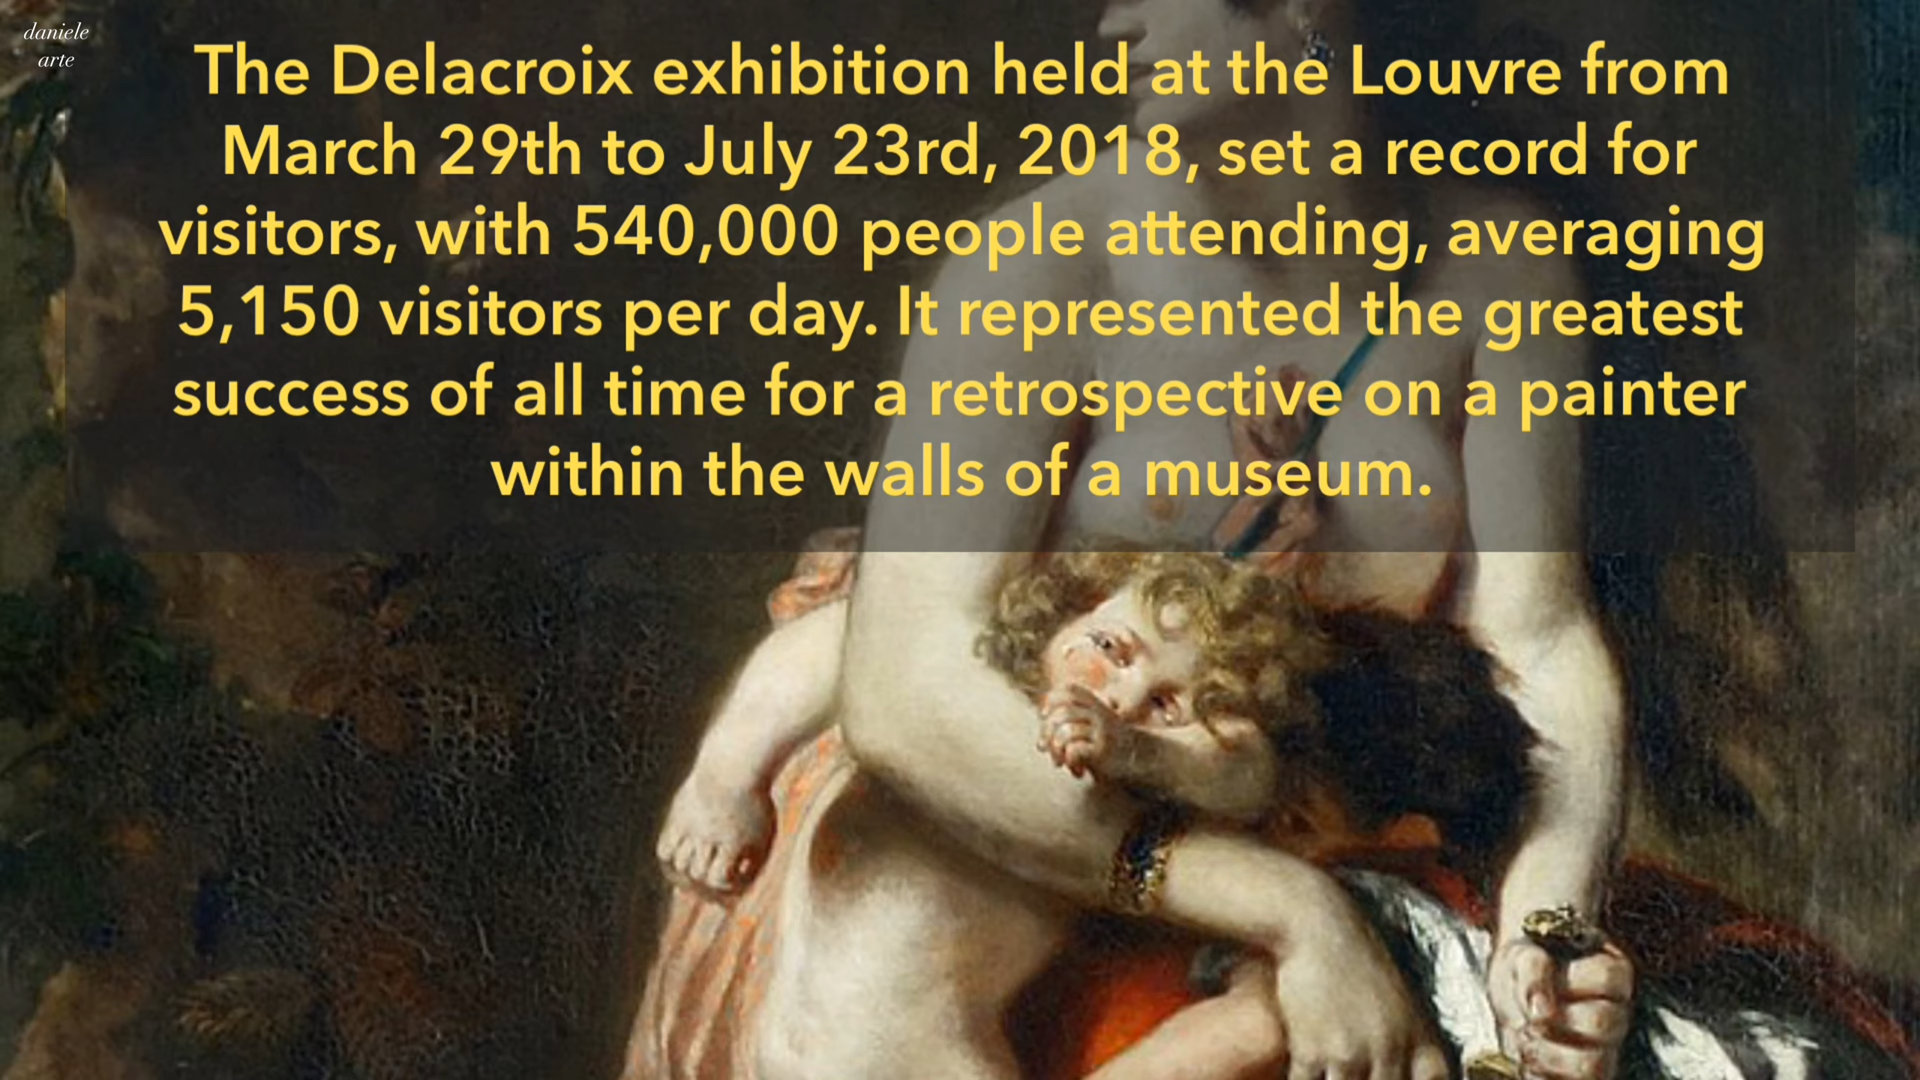 daniele
arte
The Delacroix exhibition held at the Louvre from
March 29th to July 23rd, 2018, set a record for
visitors, with 540,000 people attending, averaging
5,150 visitors per day. It represented the greatest
success of all time for a retrospective on a painter
within the walls of a museum.